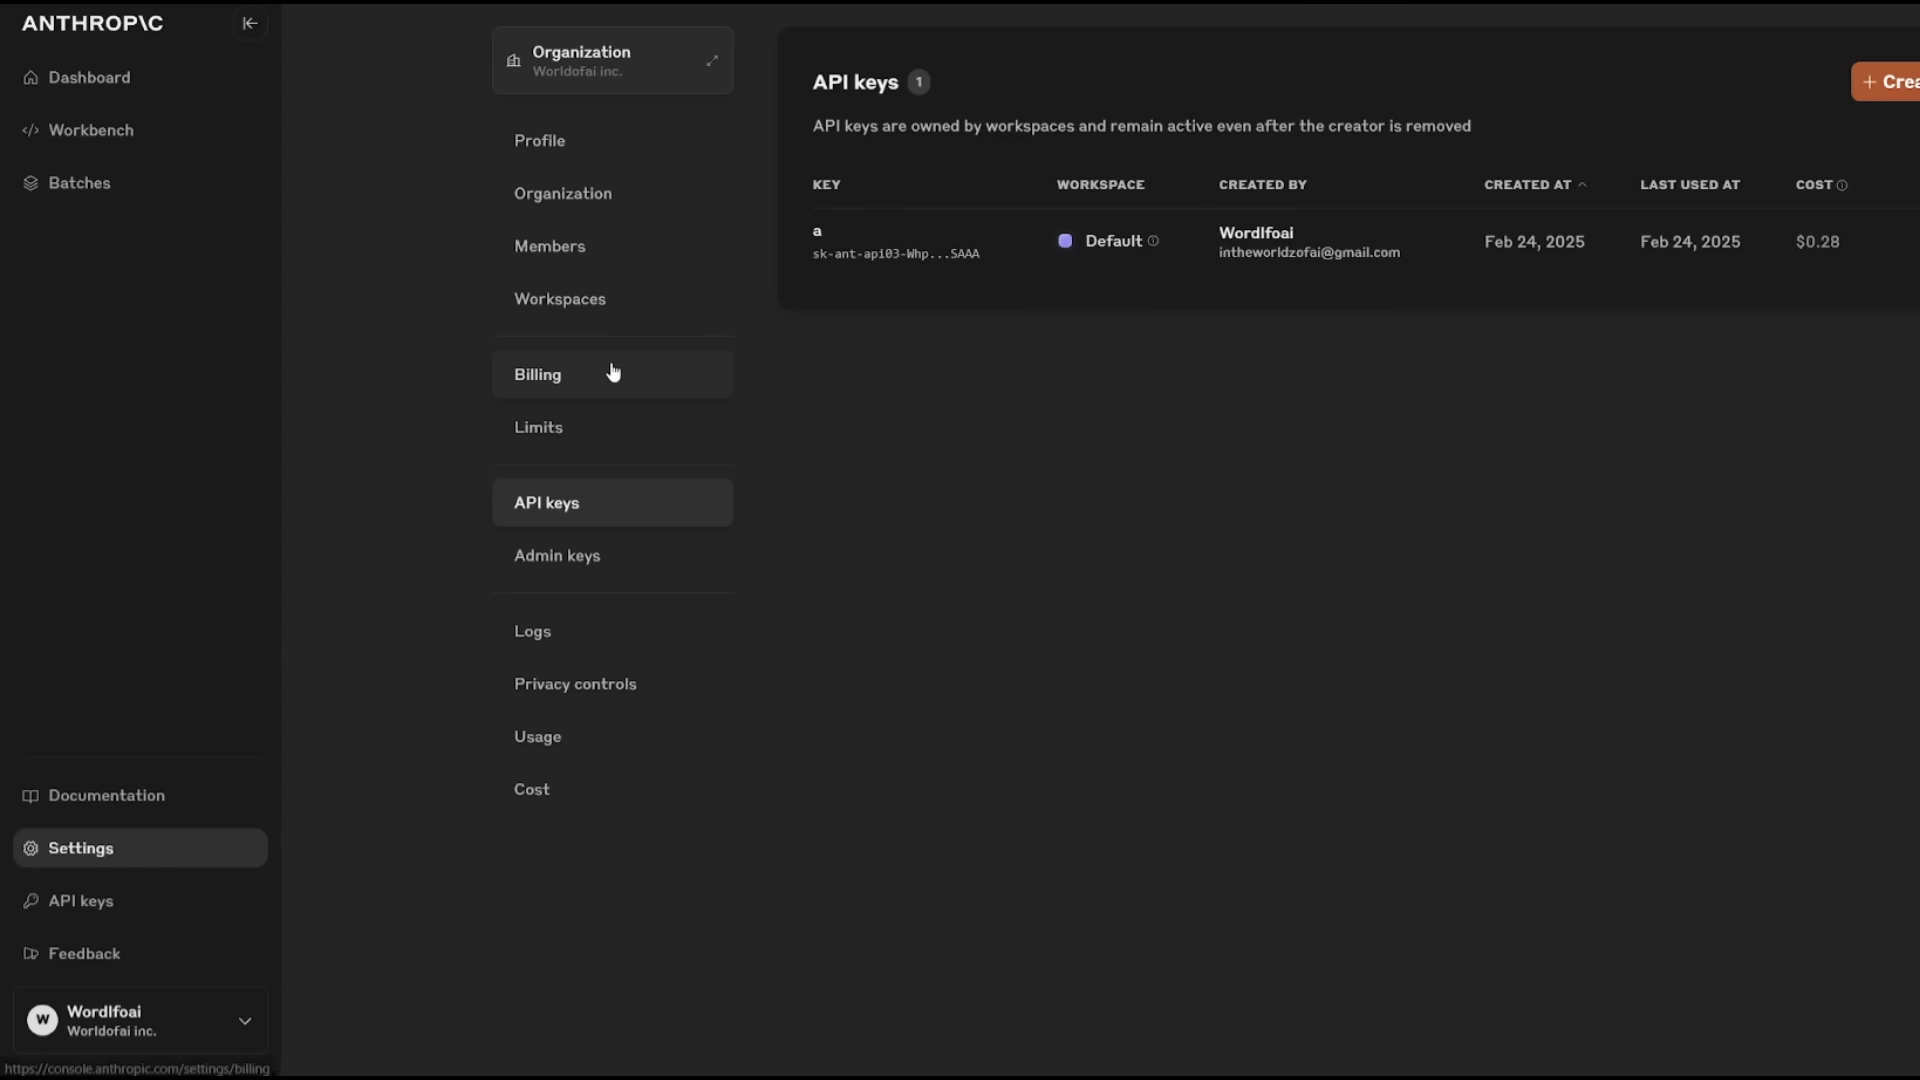 ANTHROP\C
Dashboard
Workbench
Batches
Documentation
Settings
API keys
Feedback
W
Wordlfoai
Worldofai inc.
https://console.anthropic.com/settings/billing
Organization
Worldofai inc.
Profile
Organization
Members
Workspaces
Billing
Limits
API keys
Admin keys
Logs
Privacy controls
Usage
Cost
API keys 1
+ Crea
API keys are owned by workspaces and remain active even after the creator is removed
KEY WORKSPACE CREATED BY CREATED AT LAST USED AT COST
a
sk-ant-api03-Whp...SAAA
Default
Wordlfoai
intheworldzofai@gmail.com
Feb 24, 2025
Feb 24, 2025
$0.28